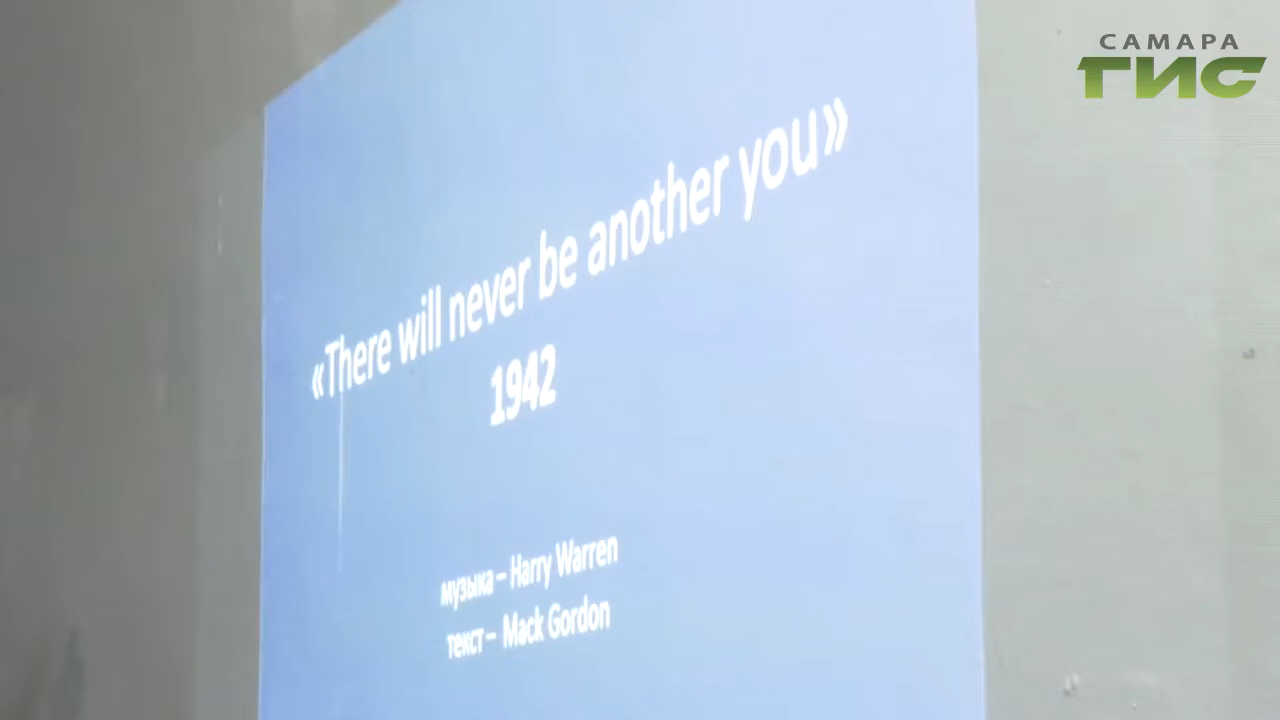 САМАРА
ГИС
«There will never be another you»
1942
музыка – Harry Warren
текст – Mack Gordon